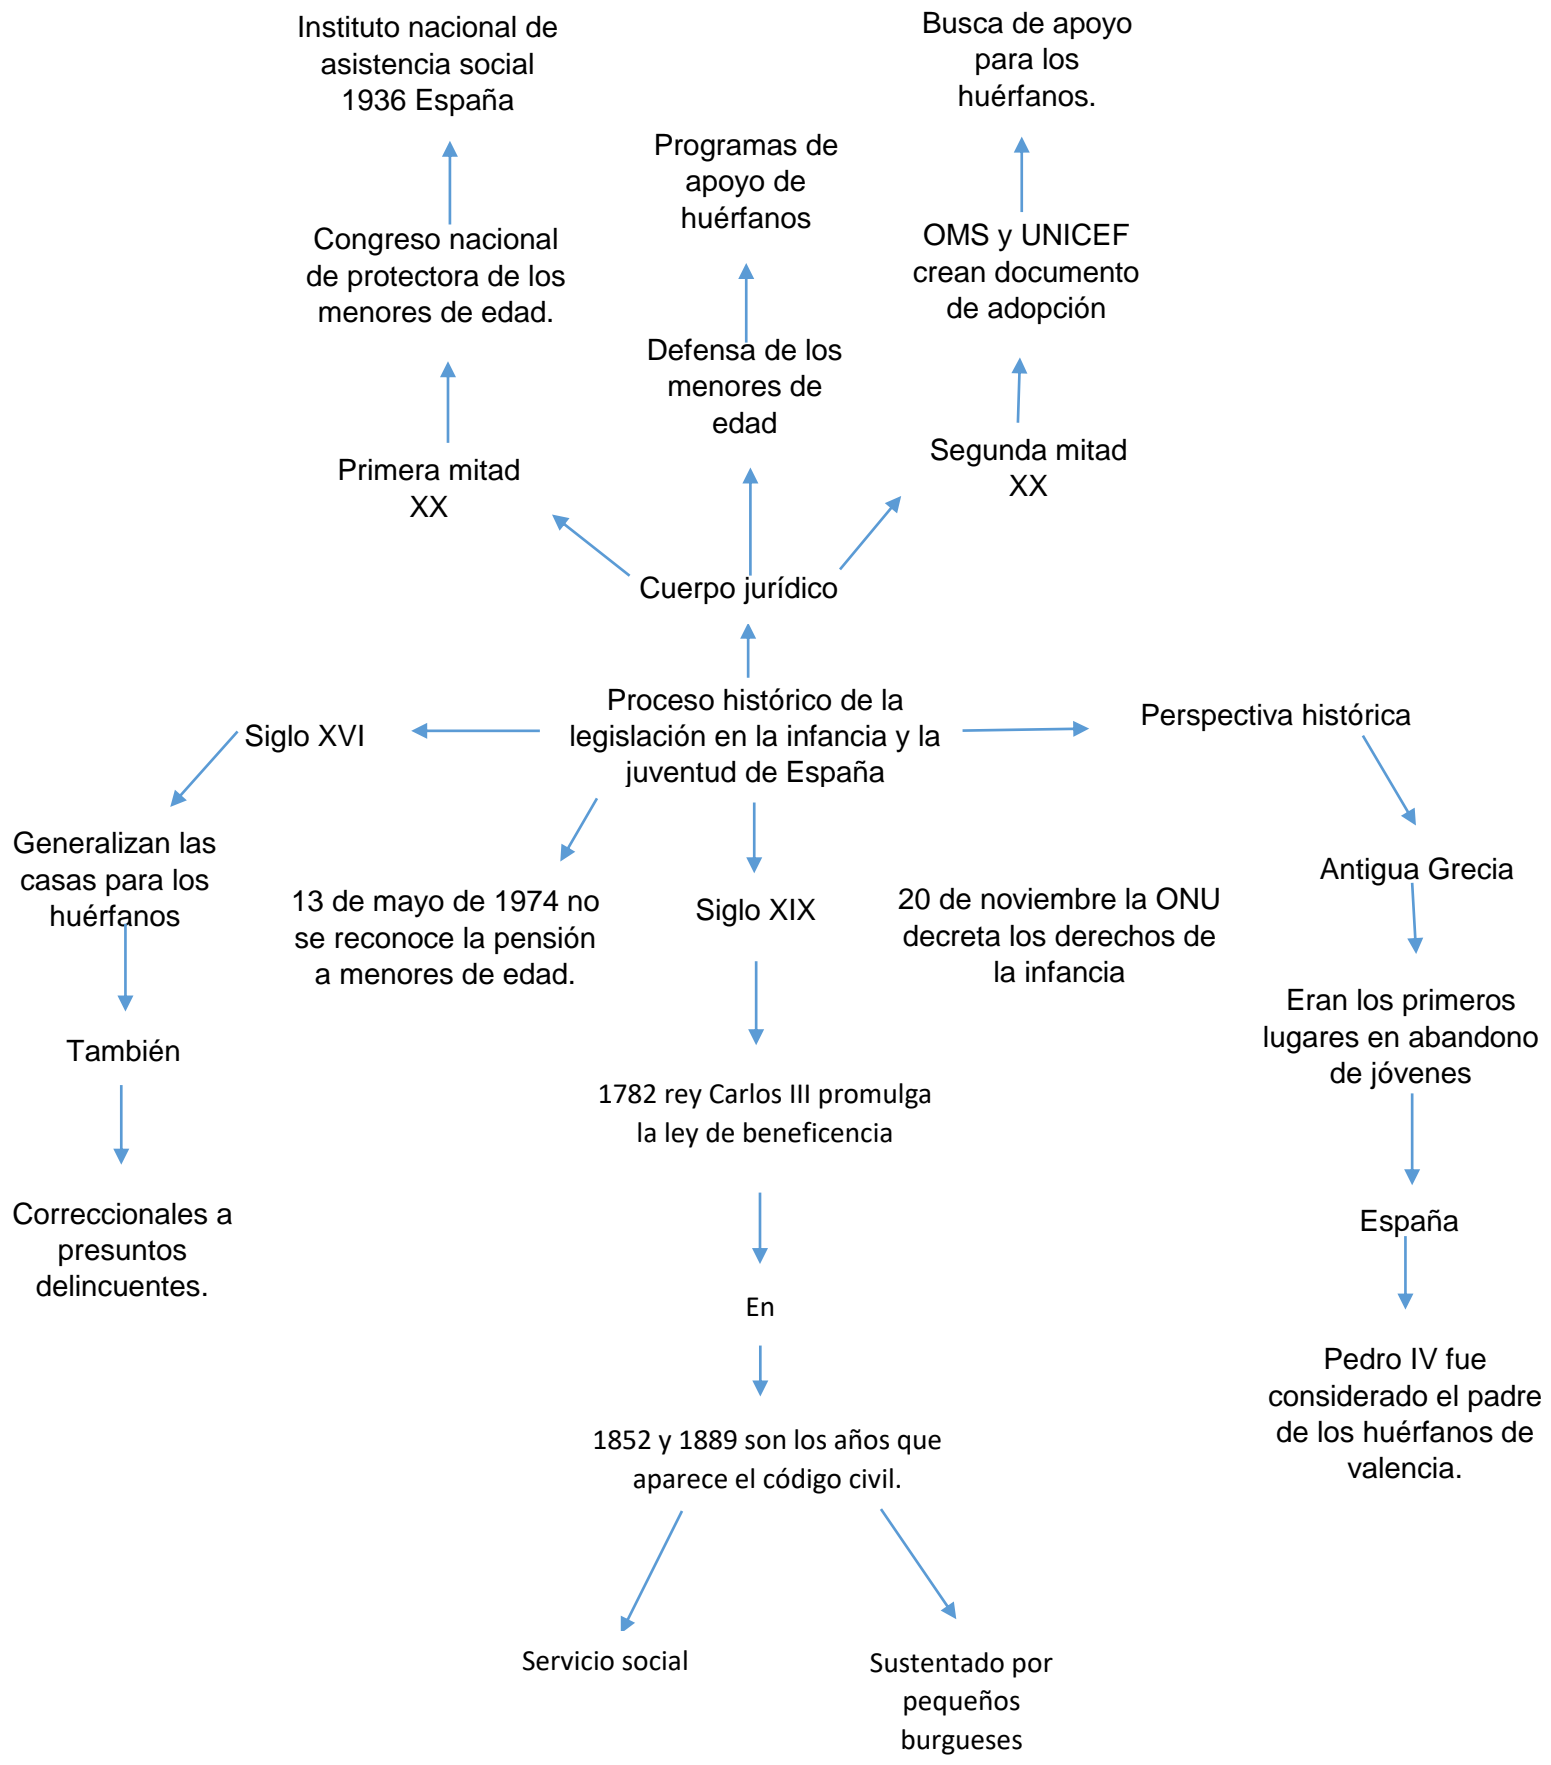 Instituto nacional de
asistencia social
1936 España
Busca de apoyo
para los
huérfanos.
Programas de
apoyo de
huérfanos
Congreso nacional
de protectora de los
menores de edad.
OMS y UNICEF
crean documento
de adopción
Defensa de los
menores de
edad
Primera mitad
XX
Segunda mitad
XX
Cuerpo jurídico
Proceso histórico de la
legislación en la infancia y la
juventud de España
Siglo XVI
Perspectiva histórica
Generalizan las
casas para los
huérfanos
13 de mayo de 1974 no
se reconoce la pensión
a menores de edad.
Siglo XIX
20 de noviembre la ONU
decreta los derechos de
la infancia
Antigua Grecia
También
Eran los primeros
lugares en abandono
de jóvenes
1782 rey Carlos III promulga
la ley de beneficencia
Correccionales a
presuntos
delincuentes.
España
En
Pedro IV fue
considerado el padre
de los huérfanos de
valencia.
1852 y 1889 son los años que
aparece el código civil.
Servicio social
Sustentado por
pequeños
burgueses